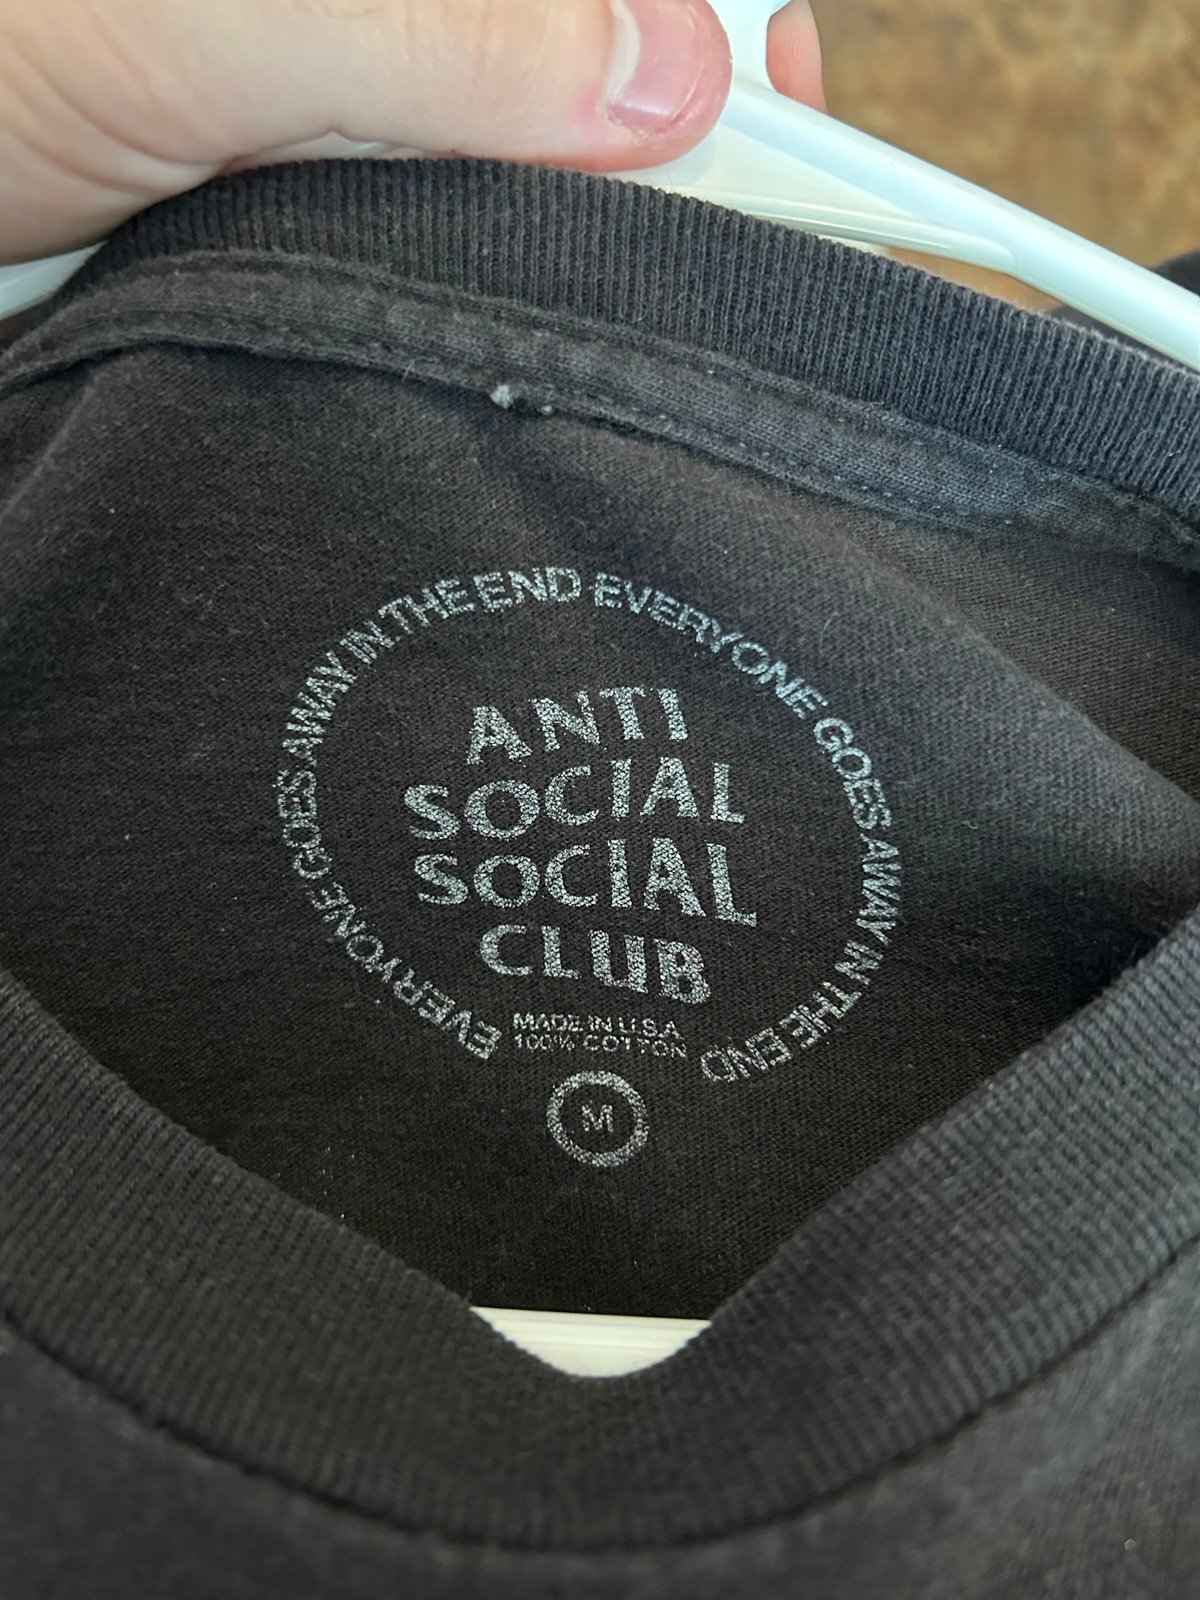 EVERYONE GOES AWAY IN THE END EVERYONE GOES AWAY IN THE END
ANTI
SOCIAL
SOCIAL
CLUB
MADE IN U.S.A
100% COTTON
M